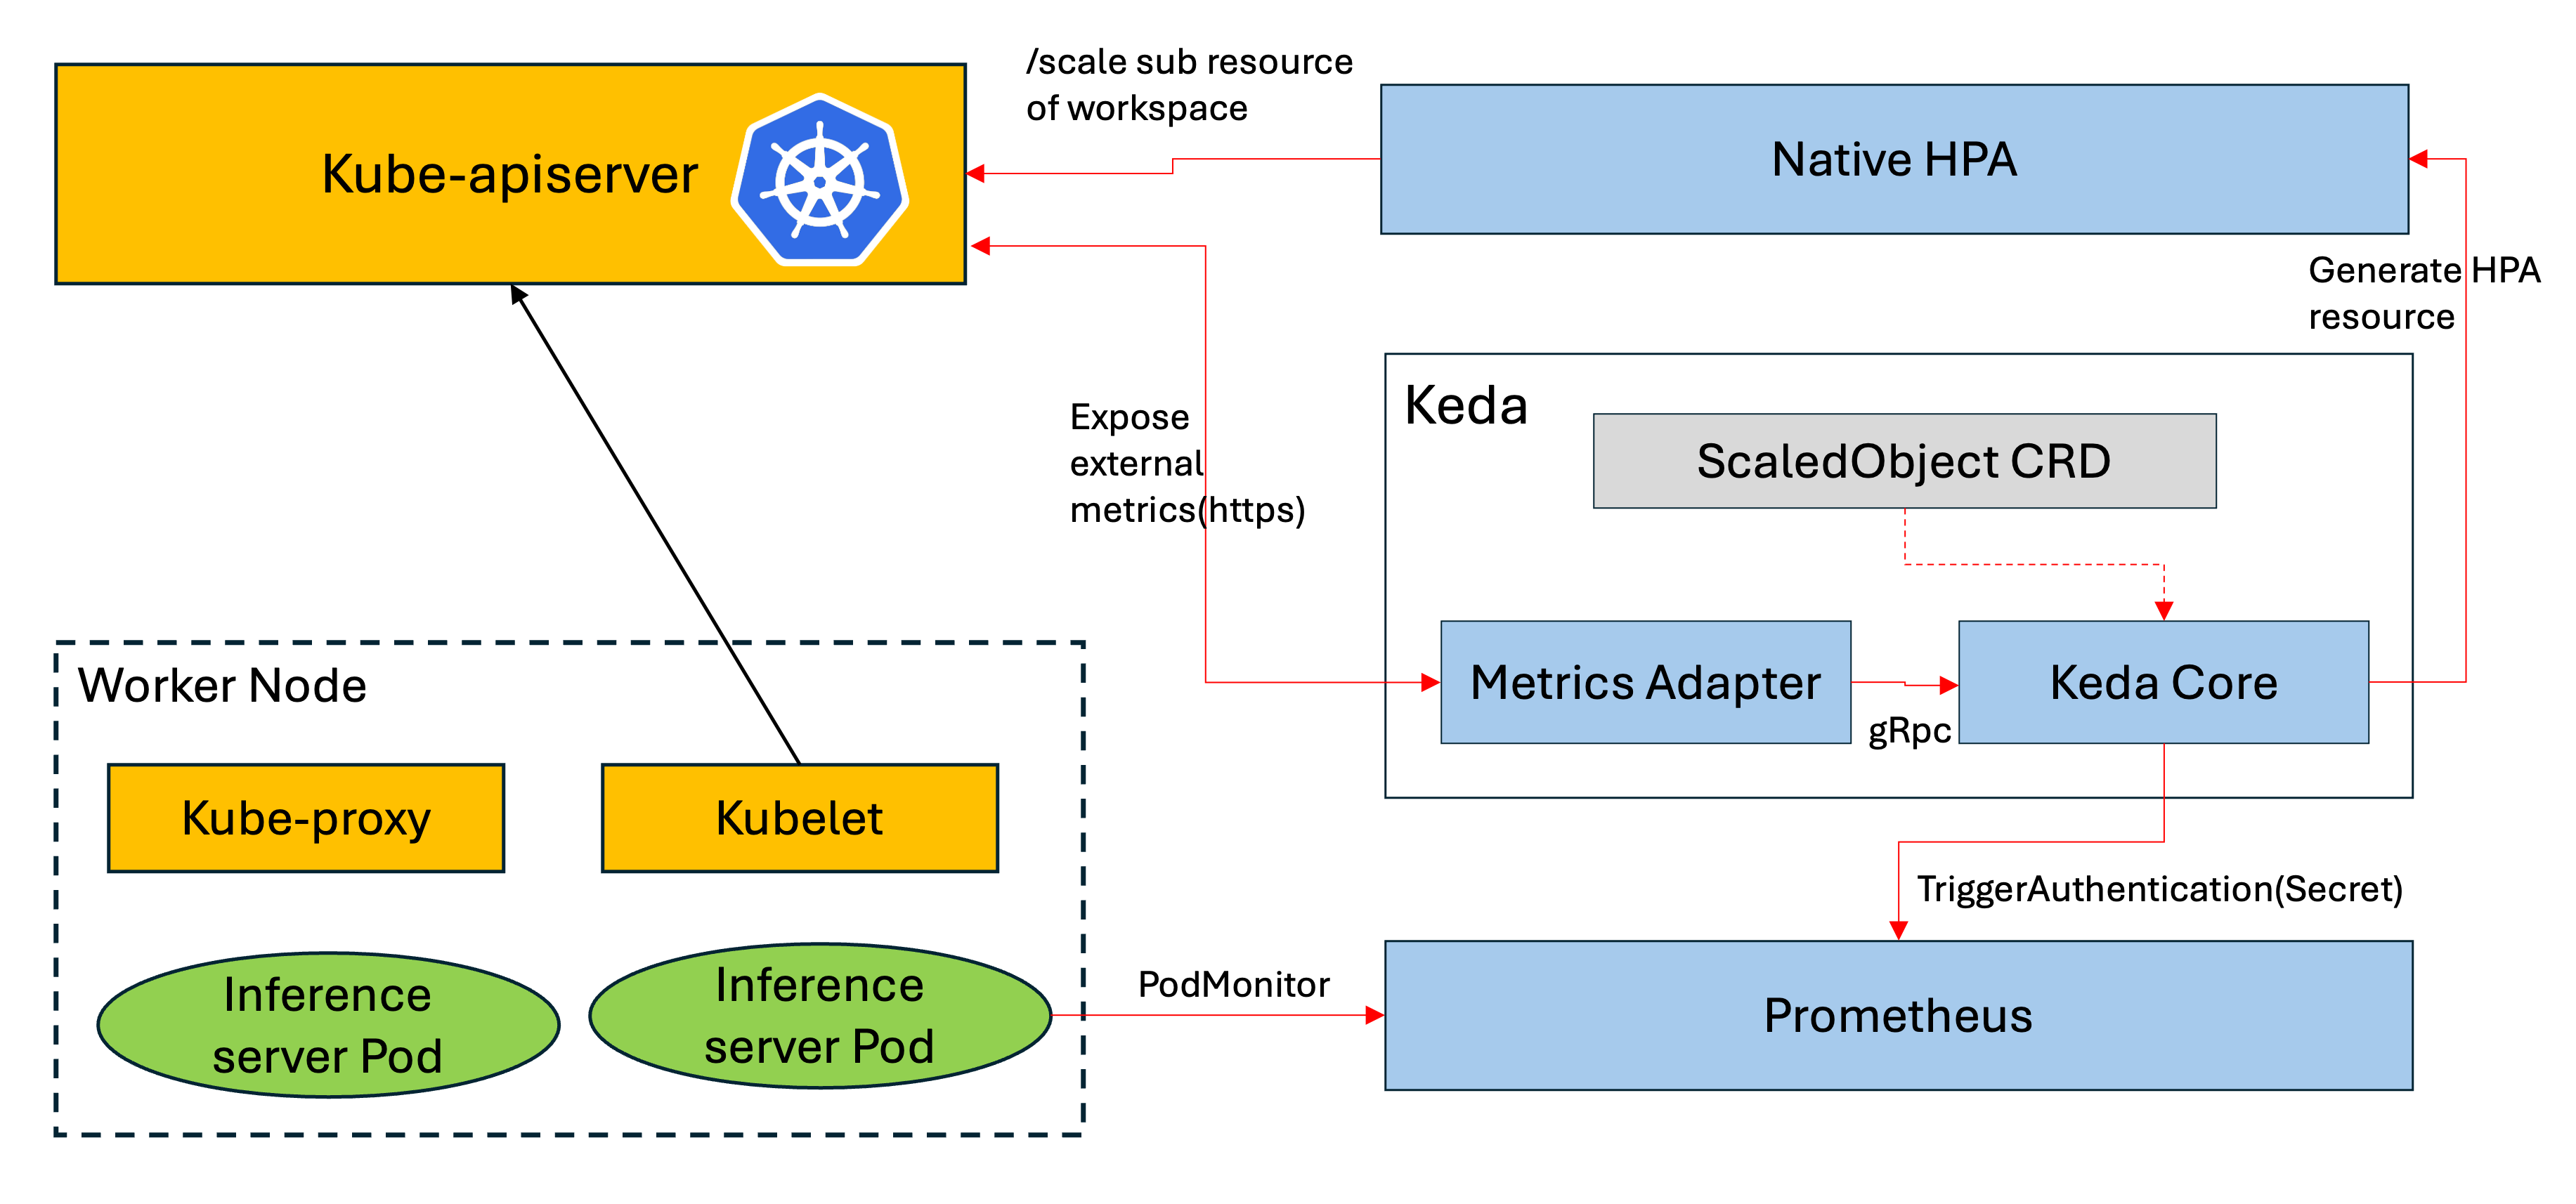 /scale sub resource
of workspace
Kube-apiserver
Native HPA
Generate HPA
resource
Expose
external
metrics(https)
Keda
ScaledObject CRD
Metrics Adapter
gRpc
Keda Core
Worker Node
Kube-proxy
Kubelet
TriggerAuthentication(Secret)
Inference
server Pod
Inference
server Pod
PodMonitor
Prometheus